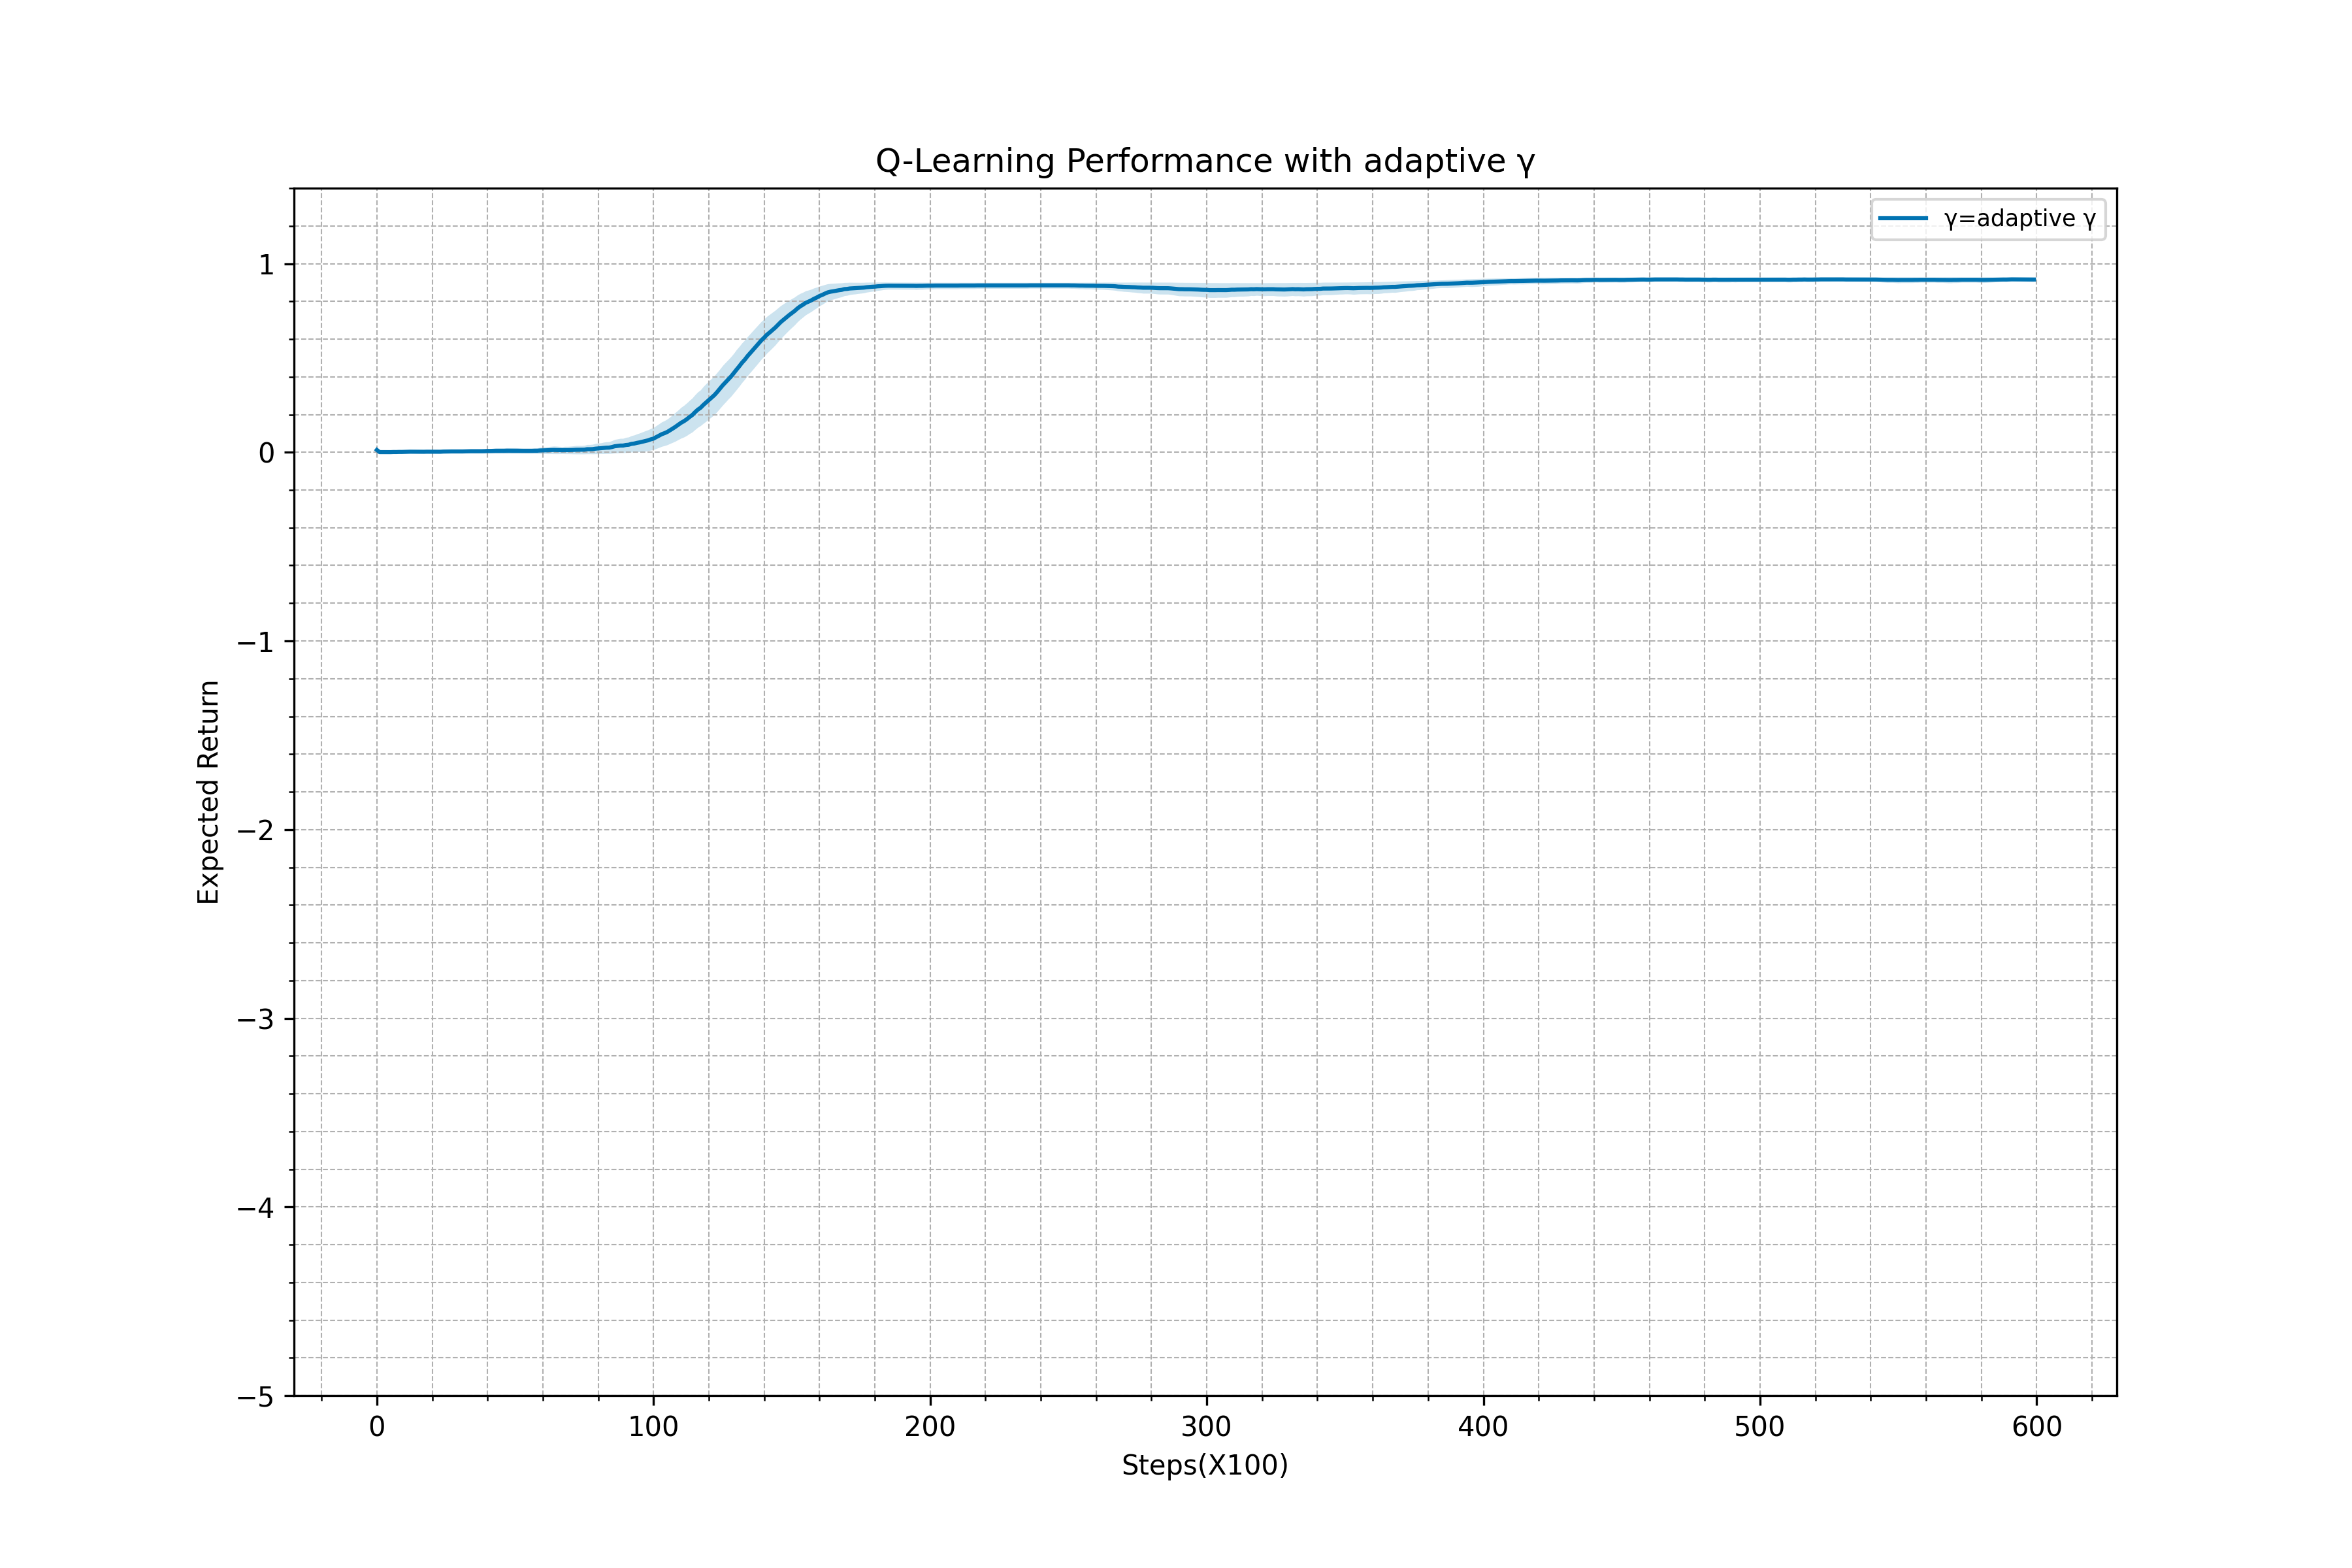 Q-Learning Performance with adaptive γ
γ=adaptive γ
1
0
−1
−2
−3
−4
−5
Expected Return
0 100 200 300 400 500 600
Steps(X100)